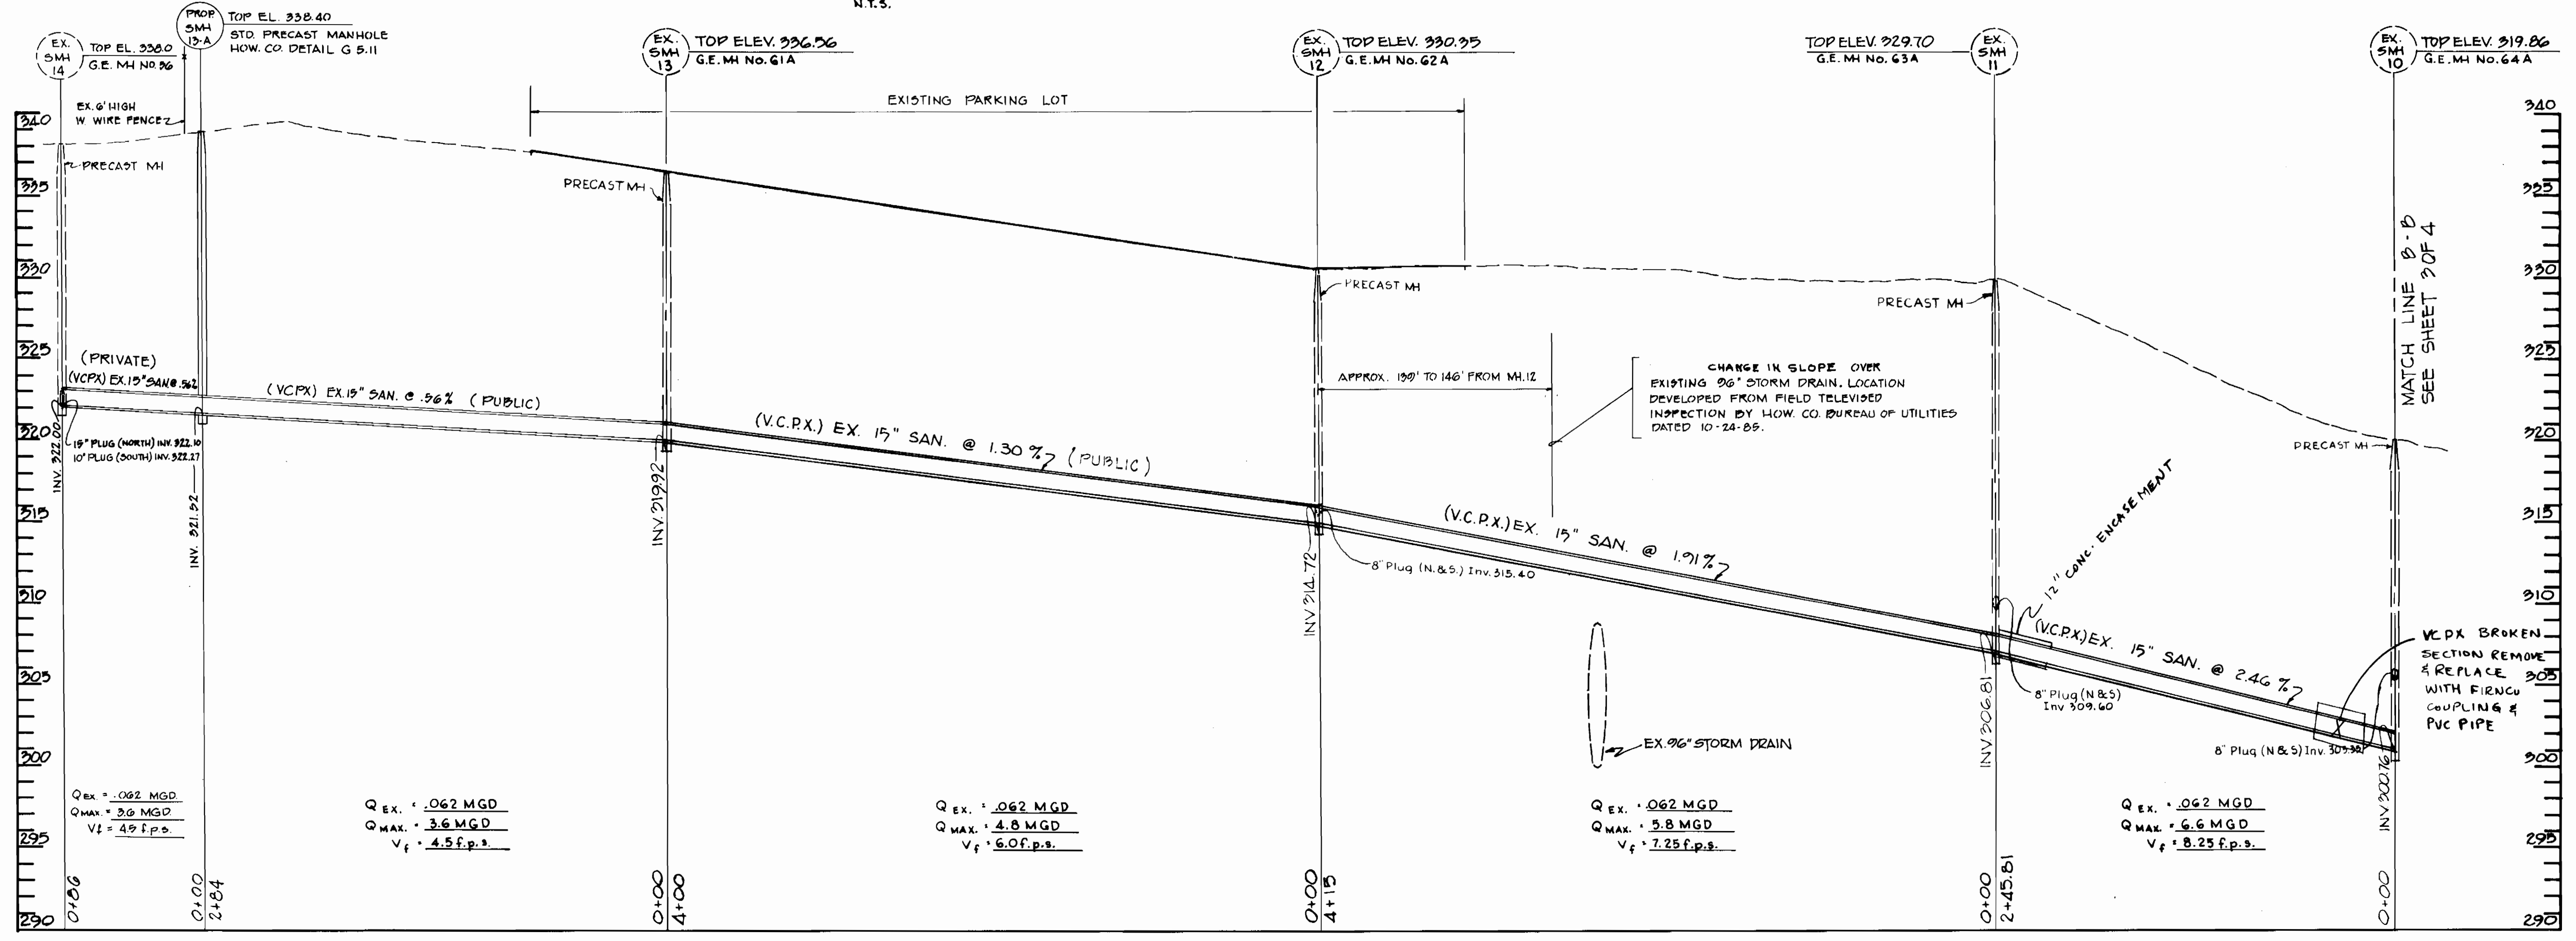 N.T.S.
EX.
SMH
14
TOP EL. 338.0
G.E. MH NO. 56
PROP.
SMH
13-A
TOP EL. 338.40
STD. PRECAST MANHOLE
HOW. CO. DETAIL G 5.11
EX.
SMH
13
TOP ELEV. 336.56
G.E. MH NO. 61A
EX.
SMH
12
TOP ELEV. 330.35
G.E. MH NO. 62A
TOP ELEV. 329.70
G.E. MH NO. 63A
EX.
SMH
11
EX.
SMH
10
TOP ELEV. 319.86
G.E. MH NO. 64A
EX. 6' HIGH
W. WIRE FENCE
EXISTING PARKING LOT
340
335
330
325
320
315
310
305
300
295
290
PRECAST MH
PRECAST MH
PRECAST MH
PRECAST MH
PRECAST MH
340
335
330
325
320
315
310
305
300
295
290
MATCH LINE B-B
SEE SHEET 3 OF 4
(PRIVATE)
(VCPX) EX. 15" SAN @ .562
(VCPX) EX. 15" SAN. @ .56% (PUBLIC)
(V.C.P.X.) EX. 15" SAN. @ 1.30 % (PUBLIC)
APPROX. 139' TO 146' FROM MH.12
CHANGE IN SLOPE OVER
EXISTING 96" STORM DRAIN. LOCATION
DEVELOPED FROM FIELD TELEVISED
INSPECTION BY HOW. CO. BUREAU OF UTILITIES
DATED 10-24-85.
(V.C.P.X.) EX. 15" SAN. @ 1.91%
12" CONC. ENCASEMENT
(V.C.P.X.) EX. 15" SAN. @ 2.46 %
VCPX BROKEN
SECTION REMOVE
& REPLACE
WITH FIRNCO
COUPLING &
PVC PIPE
15" PLUG (NORTH) INV. 322.10
10" PLUG (SOUTH) INV. 322.27
INV. 322.00
INV. 321.52
INV. 319.92
INV 314.72
8" Plug (N.&S.) Inv. 315.40
INV 306.81
8" Plug (N&S)
Inv 309.60
8" Plug (N&S) Inv.
INV 300.76
EX. 96" STORM DRAIN
Q EX. = .062 MGD.
Q MAX. = 3.6 MGD
Vf = 4.5 f.p.s.
Q EX. = .062 MGD
Q MAX. = 3.6 MGD
Vf = 4.5 f.p.s.
Q EX. = .062 MGD
Q MAX. = 4.8 MGD
Vf = 6.0 f.p.s.
Q EX. = .062 MGD
Q MAX. = 5.8 MGD
Vf = 7.25 f.p.s.
Q EX. = .062 MGD
Q MAX. = 6.6 MGD
Vf = 8.25 f.p.s.
0+86
0+00
2+84
0+00
4+00
0+00
4+15
0+00
2+45.81
0+00